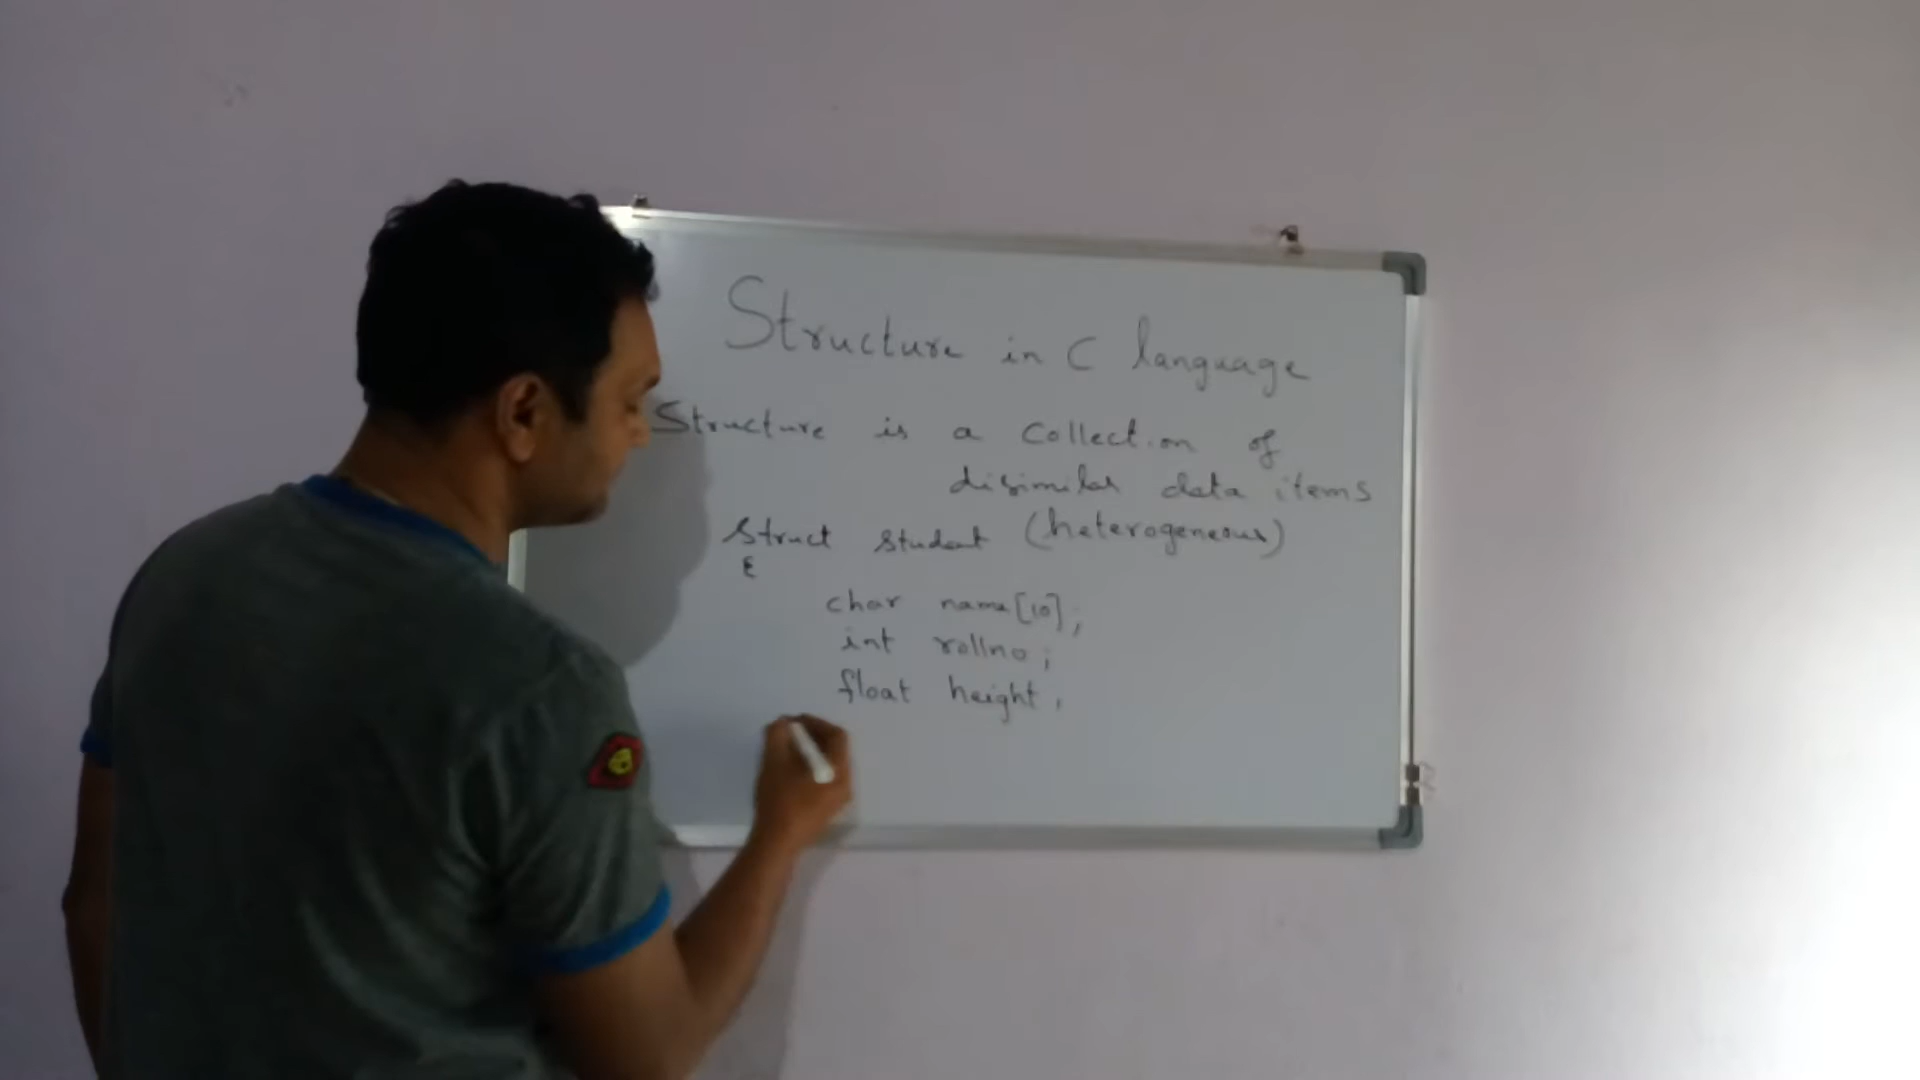 Structure in C language
Structure is a collection of
disimilar data items
struct student (heterogeneous)
{
char name[10];
int rollno;
float height,